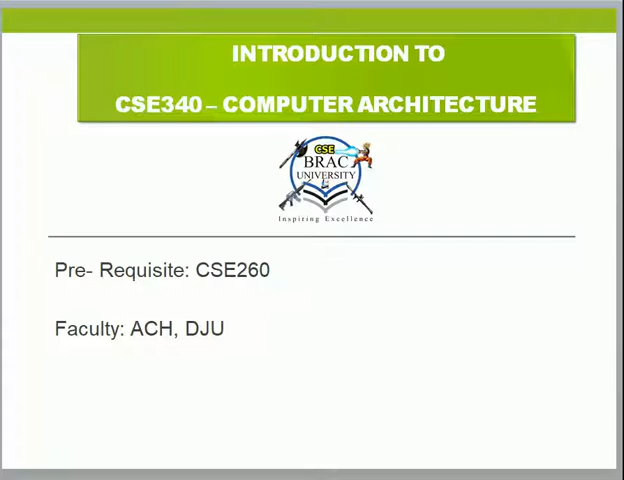 INTRODUCTION TO
CSE340 – COMPUTER ARCHITECTURE
CSE
BRAC
UNIVERSITY
Inspiring Excellence
Pre- Requisite: CSE260
Faculty: ACH, DJU